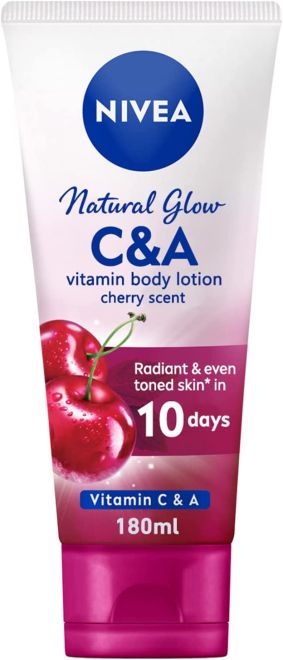 NIVEA
Natural Glow
C&A
vitamin body lotion
cherry scent
Radiant & even
toned skin* in
10 days
Vitamin C & A
180ml